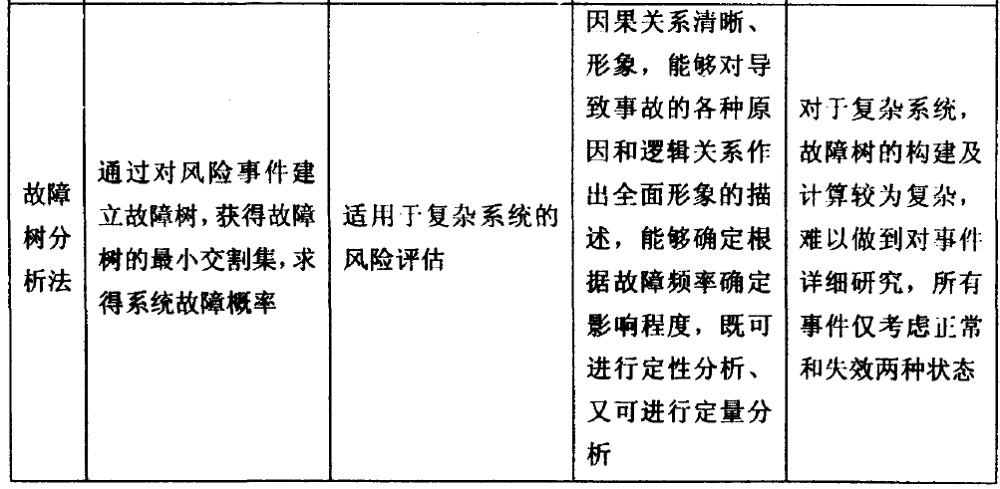 故障
树分
析法
通过对风险事件建
立故障树，获得故障
树的最小交割集，求
得系统故障概率
适用于复杂系统的
风险评估
因果关系清晰、
形象，能够对导
致事故的各种原
因和逻辑关系作
出全面形象的描
述，能够确定根
据故障频率确定
影响程度，既可
进行定性分析、
又可进行定量分
析
对于复杂系统，
故障树的构建及
计算较为复杂，
难以做到对事件
详细研究，所有
事件仅考虑正常
和失效两种状态